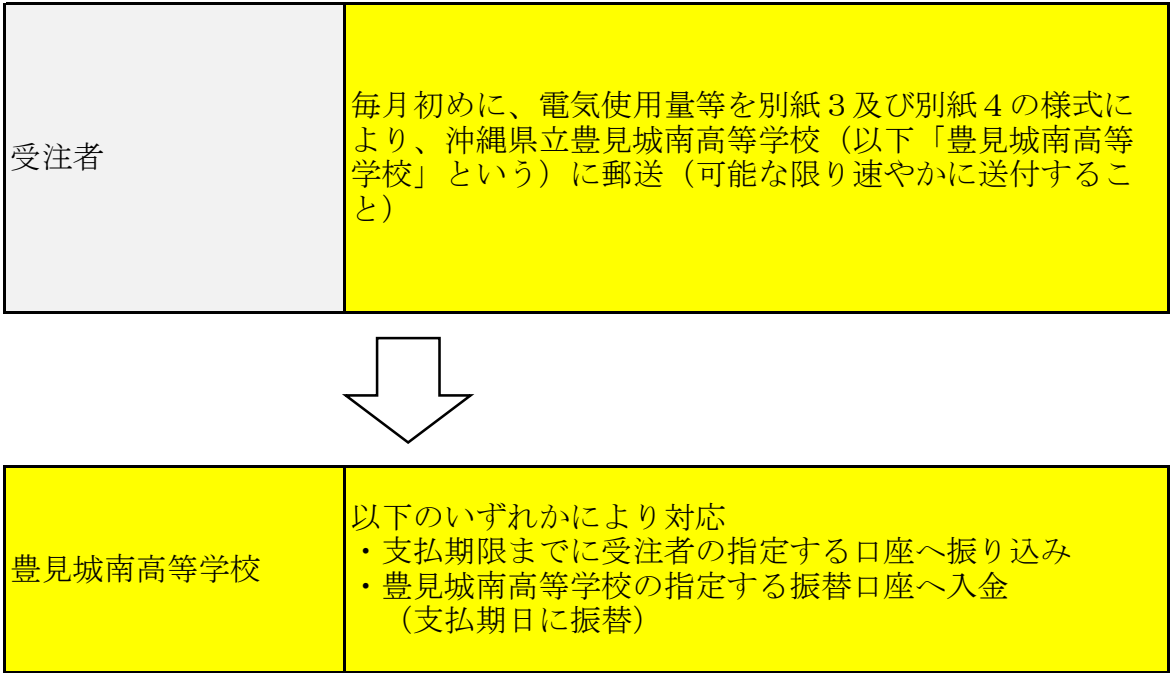 受注者
毎月初めに、電気使用量等を別紙３及び別紙４の様式に
より、沖縄県立豊見城南高等学校（以下「豊見城南高等
学校」という）に郵送（可能な限り速やかに送付するこ
と）
豊見城南高等学校
以下のいずれかにより対応
・支払期限までに受注者の指定する口座へ振り込み
・豊見城南高等学校の指定する振替口座へ入金
（支払期日に振替）